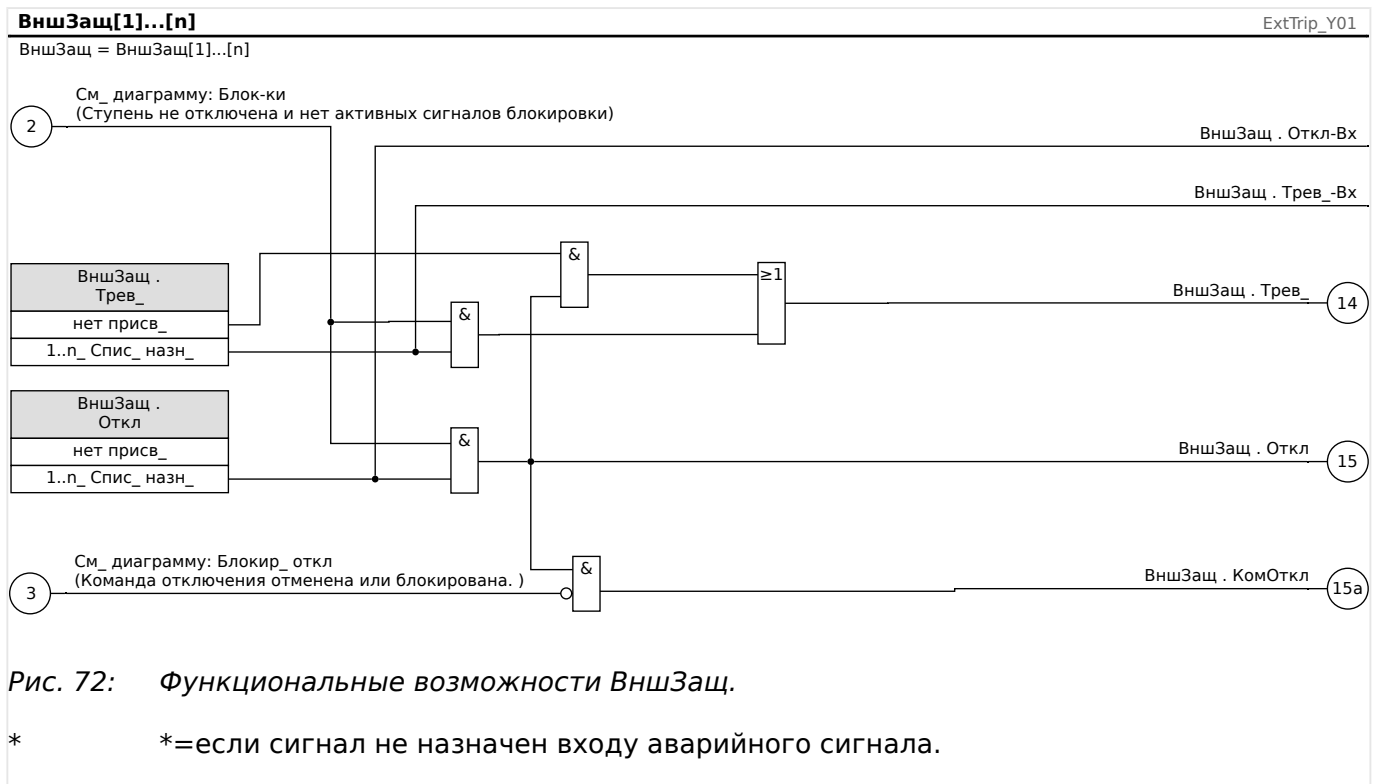 ВншЗащ[1]...[n]
ExtTrip_Y01
ВншЗащ = ВншЗащ[1]...[n]
См_ диаграмму: Блок-ки
(Ступень не отключена и нет активных сигналов блокировки)
2
ВншЗащ . Откл-Вх
ВншЗащ . Трев_-Вх
&
ВншЗащ .
Трев_
≥1
ВншЗащ . Трев_
14
нет присв_
&
1..n_ Спис_ назн_
ВншЗащ .
Откл
нет присв_
&
ВншЗащ . Откл
15
1..n_ Спис_ назн_
См_ диаграмму: Блокир_ откл
(Команда отключения отменена или блокирована. )
3
&
ВншЗащ . КомОткл
15a
Рис. 72: Функциональные возможности ВншЗащ.
* *=если сигнал не назначен входу аварийного сигнала.